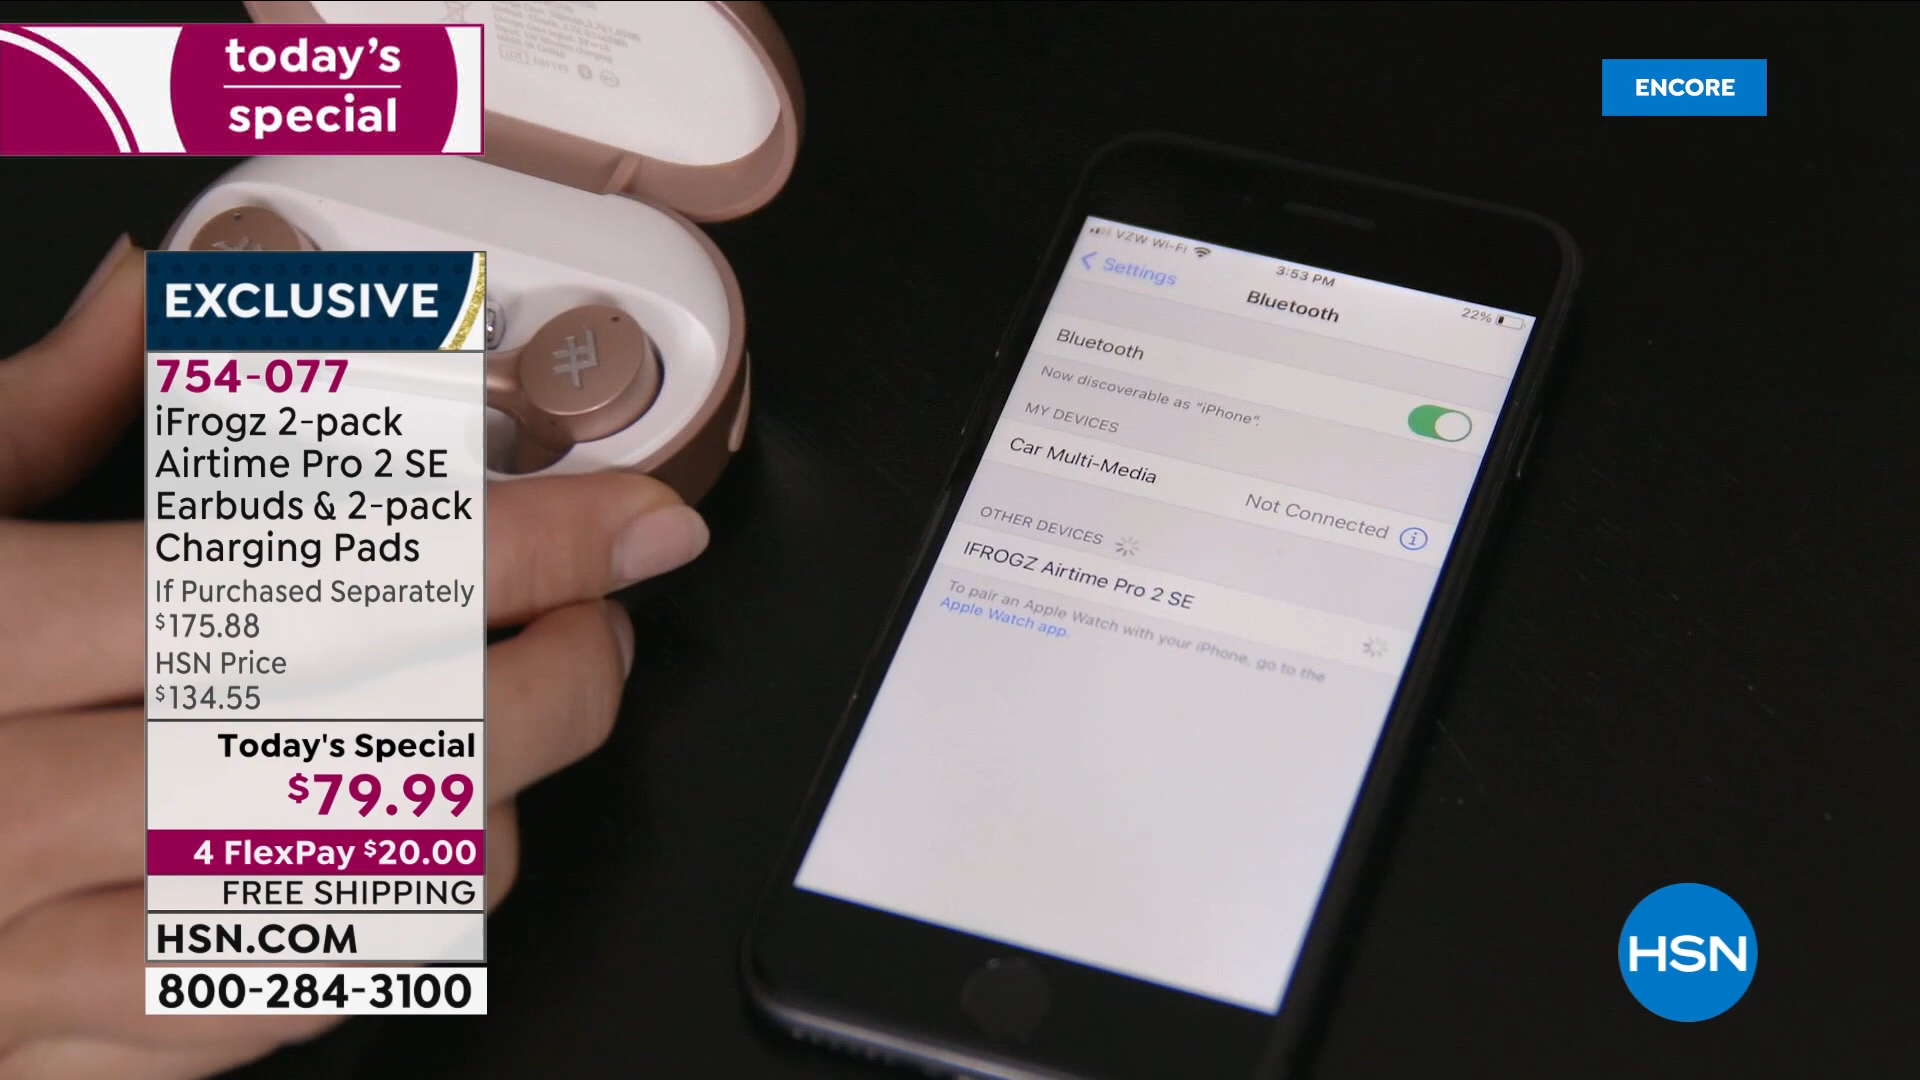 today's
special
ENCORE
EXCLUSIVE
754-077
iFrogz 2-pack
Airtime Pro 2 SE
Earbuds & 2-pack
Charging Pads
If Purchased Separately
$175.88
HSN Price
$134.55
Today's Special
$79.99
4 FlexPay $20.00
FREE SHIPPING
HSN.COM
800-284-3100
VZW Wi-Fi
3:53 PM
22%
Settings
Bluetooth
Bluetooth
Now discoverable as "iPhone".
MY DEVICES
Car Multi-Media
Not Connected
OTHER DEVICES
IFROGZ Airtime Pro 2 SE
To pair an Apple Watch with your iPhone, go to the
Apple Watch app.
HSN